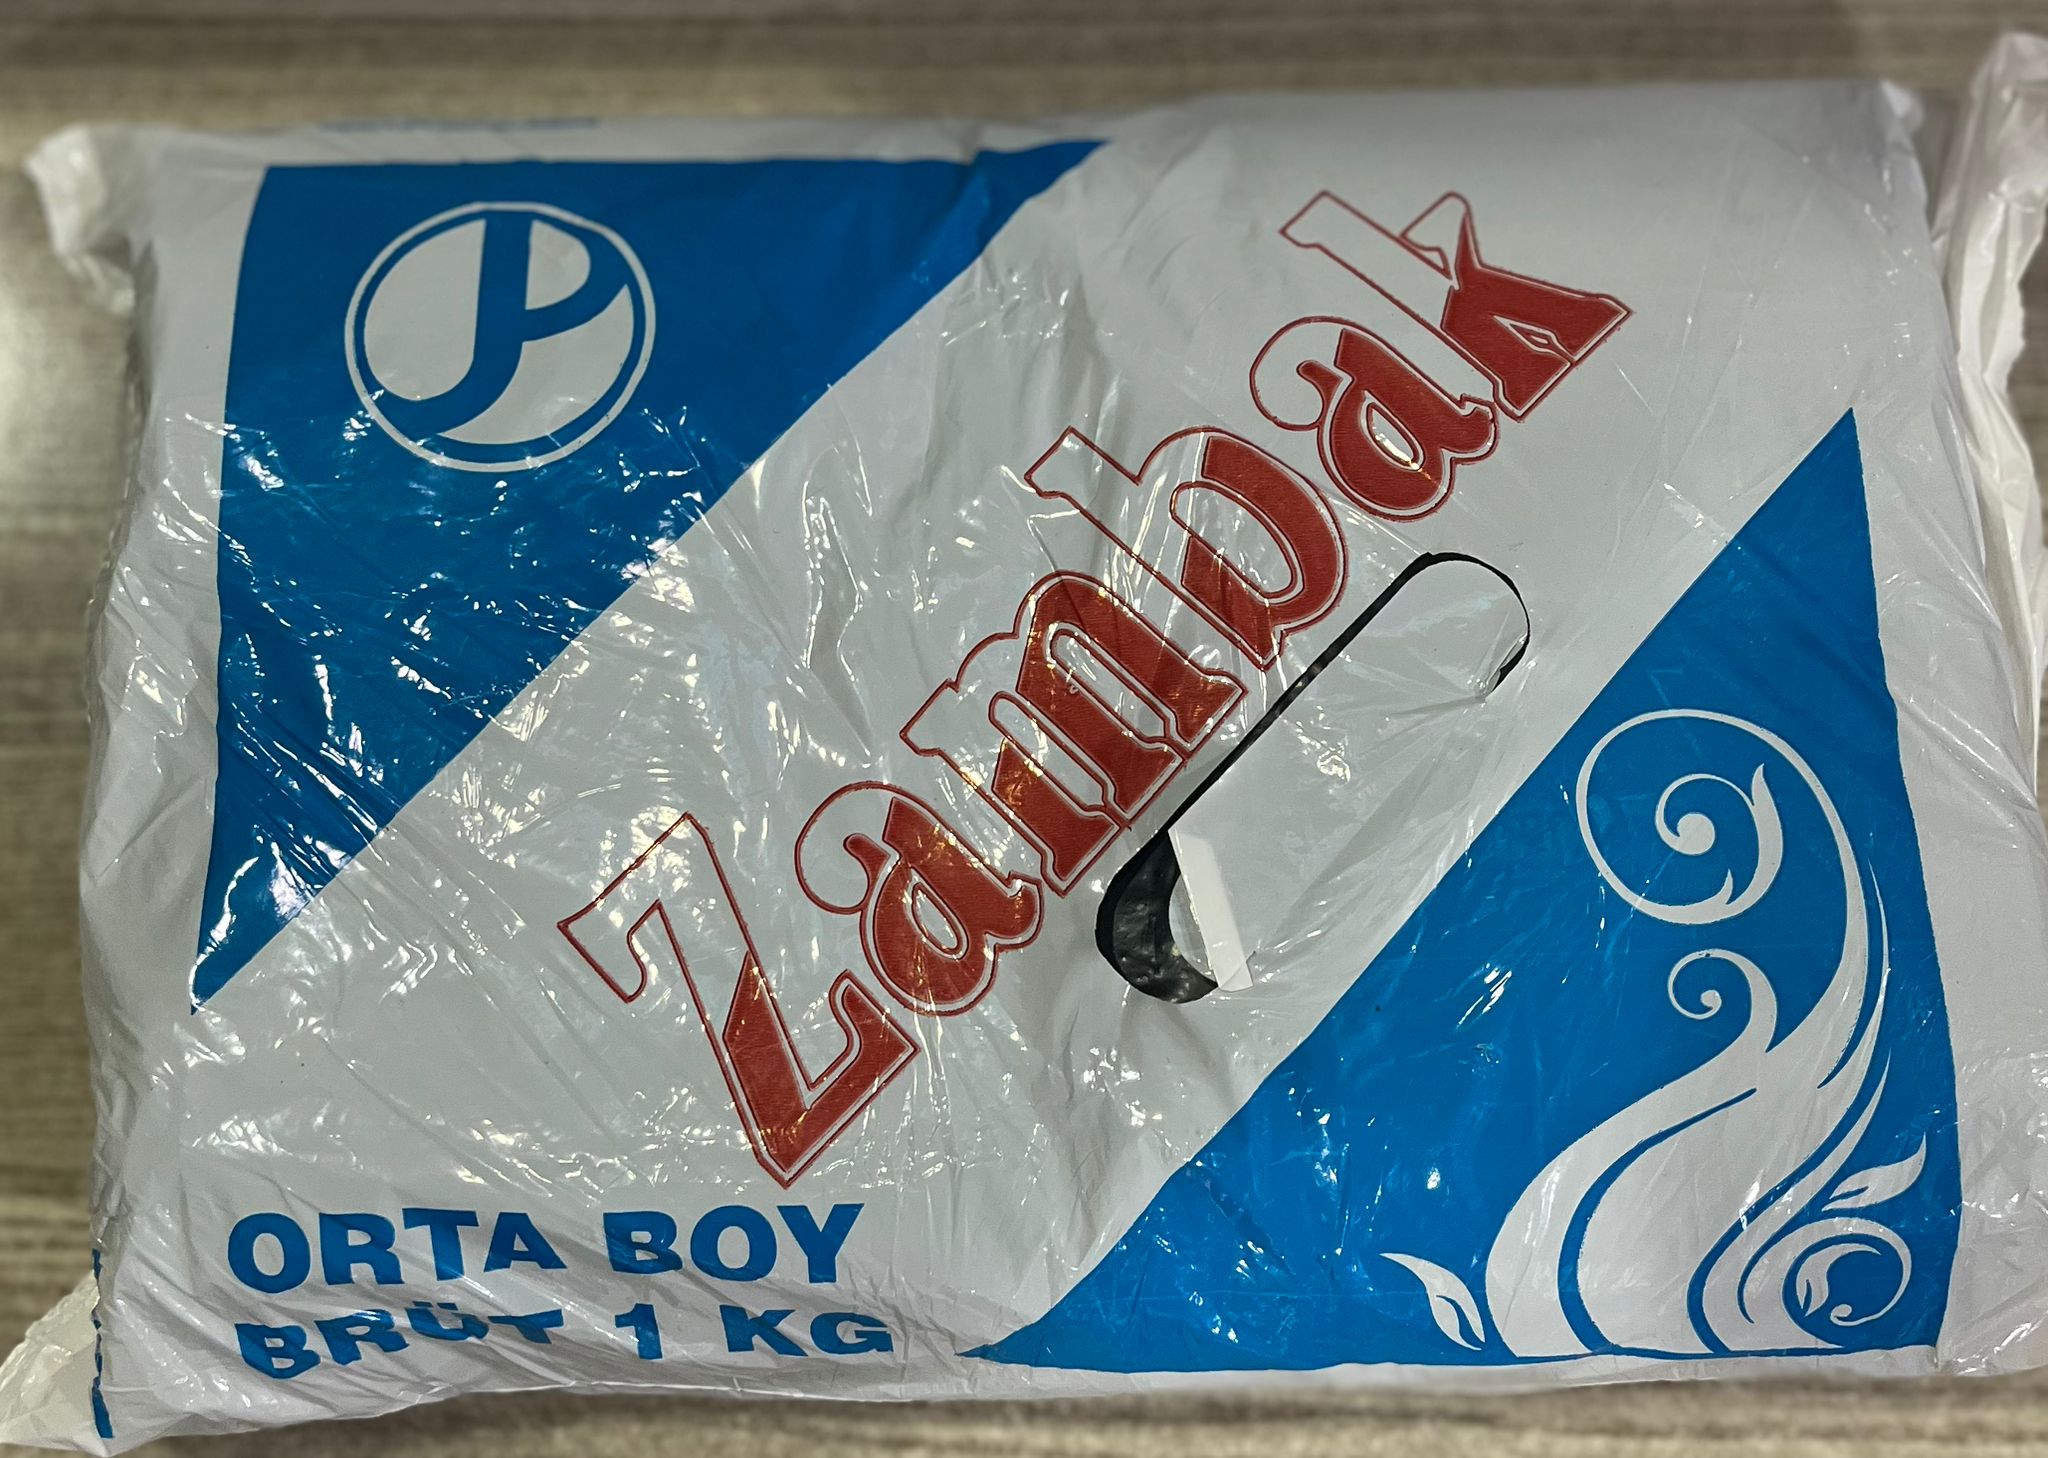 Zambak
ORTA BOY
BRÜT 1 KG